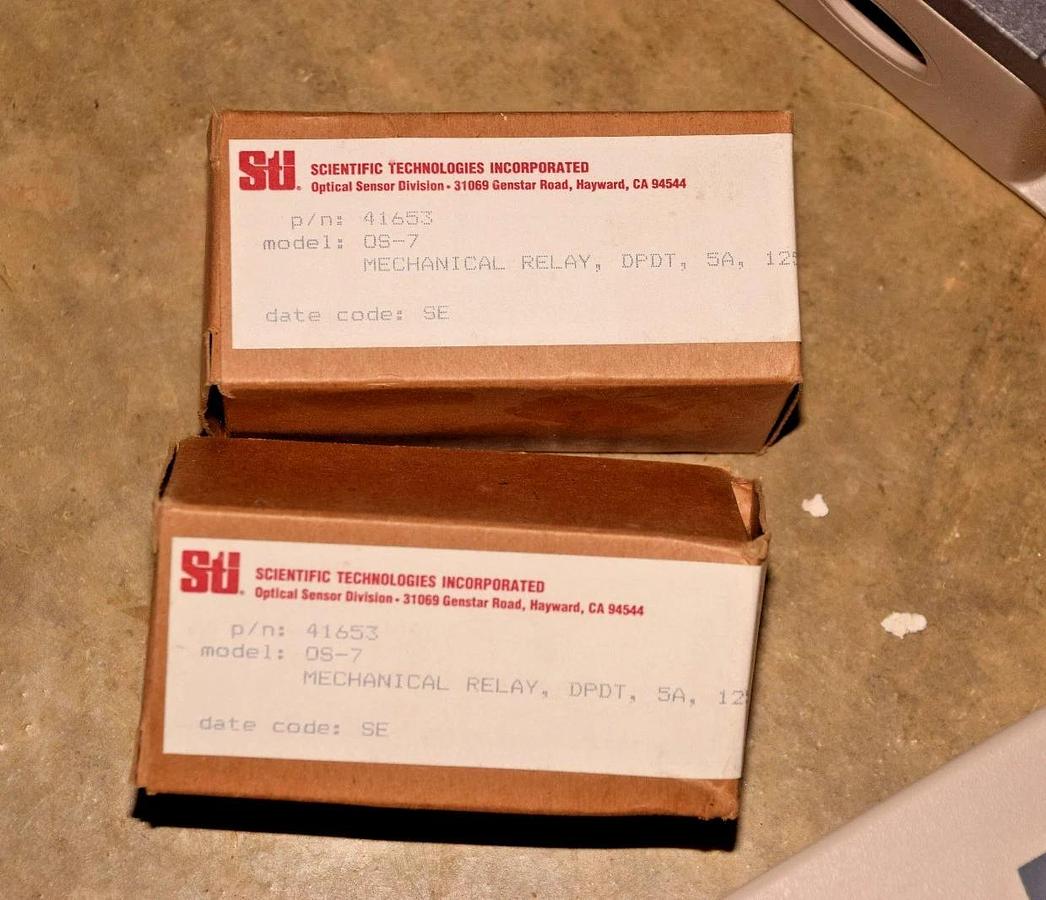 Sti
SCIENTIFIC TECHNOLOGIES INCORPORATED
Optical Sensor Division • 31069 Genstar Road, Hayward, CA 94544
p/n: 41653
model: OS-7
MECHANICAL RELAY, DPDT, 5A,
date code: SE
Sti
SCIENTIFIC TECHNOLOGIES INCORPORATED
Optical Sensor Division • 31069 Genstar Road, Hayward, CA 94544
p/n: 41653
model: OS-7
MECHANICAL RELAY, DPDT, 5A,
date code: SE